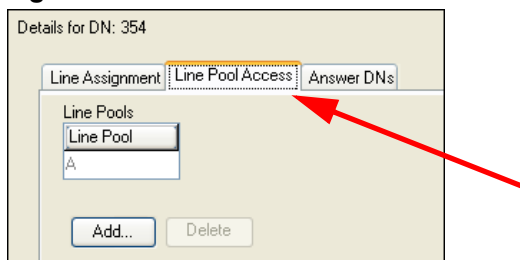 Details for DN: 354
Line Assignment Line Pool Access Answer DNs
Line Pools
Line Pool
A
Add... Delete